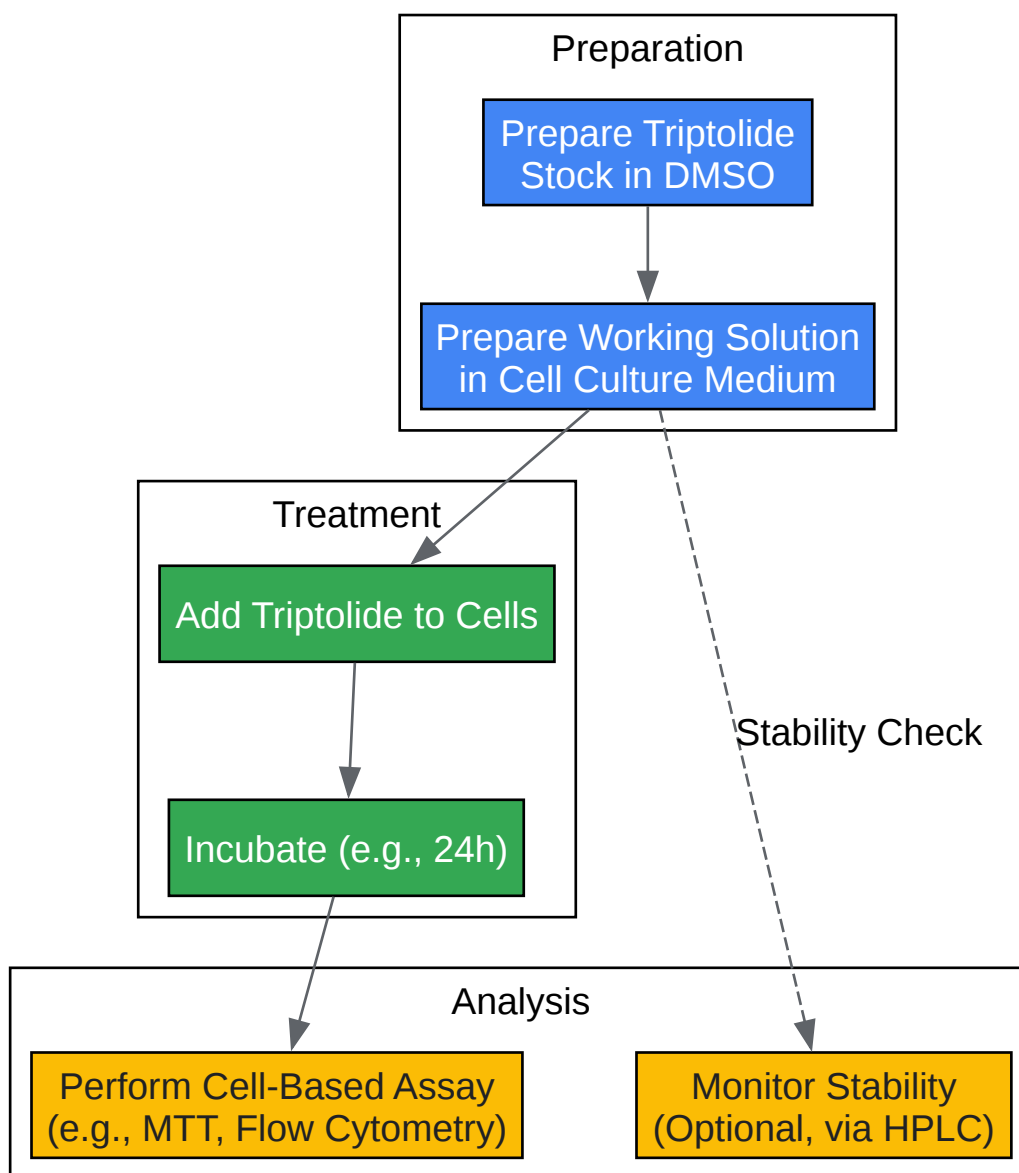 Preparation
Prepare Triptolide
Stock in DMSO
Prepare Working Solution
in Cell Culture Medium
Treatment
Add Triptolide to Cells
Stability Check
Incubate (e.g., 24h)
Analysis
Perform Cell-Based Assay
(e.g., MTT, Flow Cytometry)
Monitor Stability
(Optional, via HPLC)